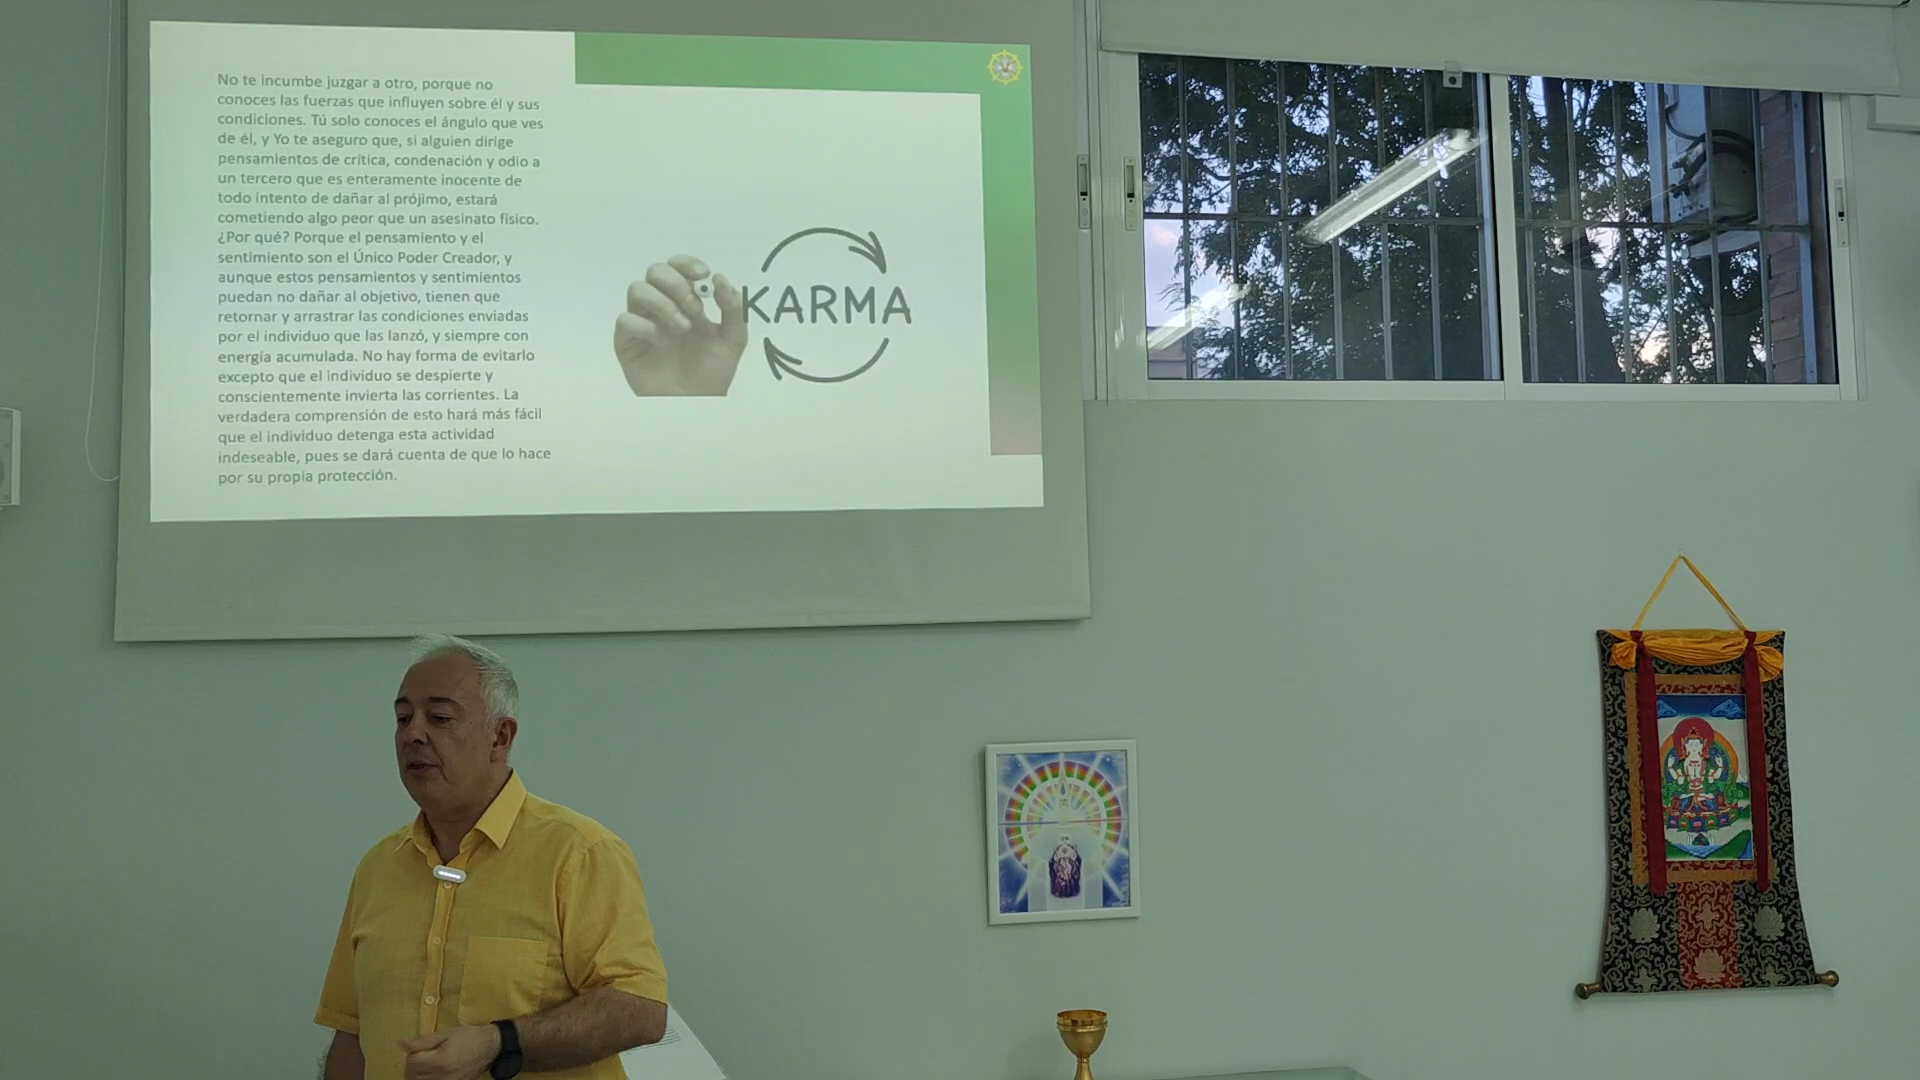 No te incumbe juzgar a otro, porque no
conoces las fuerzas que influyen sobre él y sus
condiciones. Tú solo conoces el ángulo que ves
de él, y Yo te aseguro que, si alguien dirige
pensamientos de crítica, condenación y odio a
un tercero que es enteramente inocente de
todo intento de dañar al prójimo, estará
cometiendo algo peor que un asesinato físico.
¿Por qué? Porque el pensamiento y el
sentimiento son el Único Poder Creador, y
aunque estos pensamientos y sentimientos
puedan no dañar al objetivo, tienen que
retornar y arrastrar las condiciones enviadas
por el individuo que las lanzó, y siempre con
energía acumulada. No hay forma de evitarlo
excepto que el individuo se despierte y
conscientemente invierta las corrientes. La
verdadera comprensión de esto hará más fácil
que el individuo detenga esta actividad
indeseable, pues se dará cuenta de que lo hace
por su propia protección.
KARMA